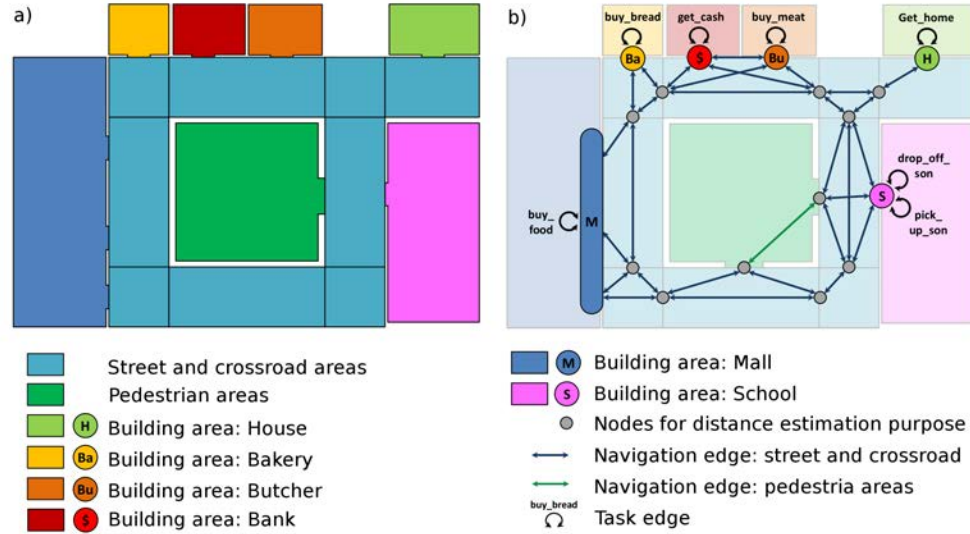 a)
b)
buy_bread
get_cash
buy_meat
Get_home
Ba
$
Bu
H
drop_off_
son
S
pick_
up_son
buy_
food
M
Street and crossroad areas
Pedestrian areas
H
Building area: House
Ba
Building area: Bakery
Bu
Building area: Butcher
$
Building area: Bank
M
Building area: Mall
S
Building area: School
Nodes for distance estimation purpose
Navigation edge: street and crossroad
Navigation edge: pedestria areas
buy_bread
Task edge